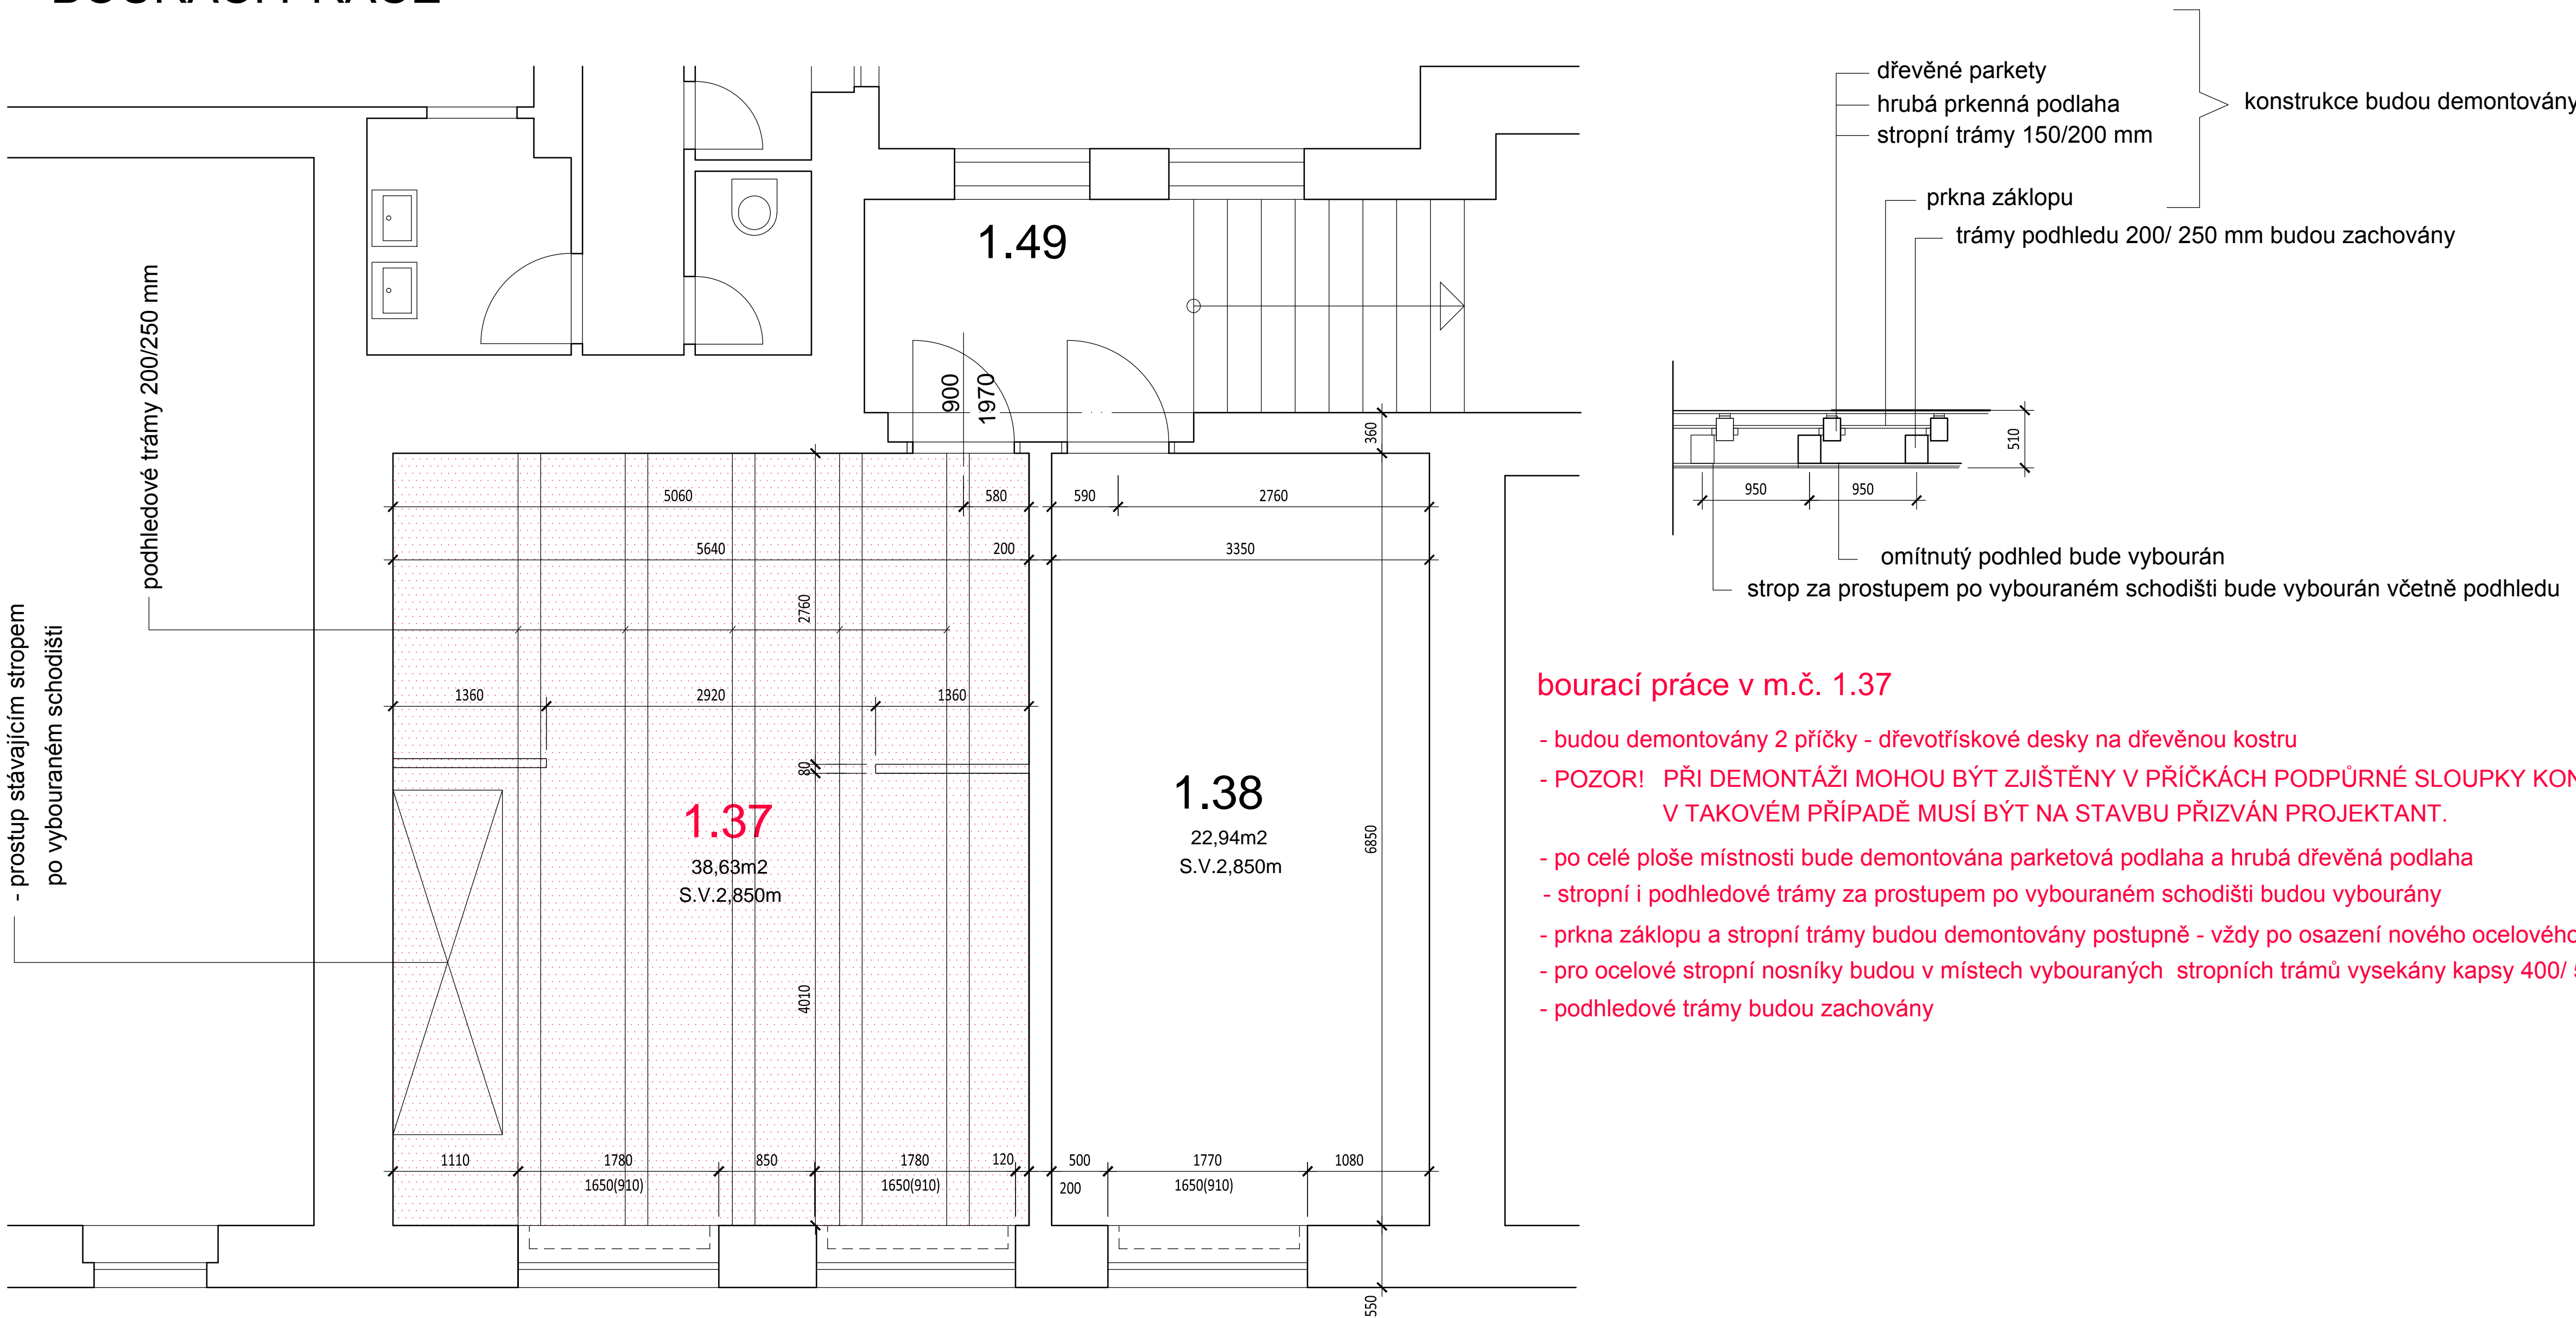 dřevěné parkety
hrubá prkenná podlaha
stropní trámy 150/200 mm
konstrukce budou demontovány
prkna záklopu
trámy podhledu 200/ 250 mm budou zachovány
510
950
950
omítnutý podhled bude vybourán
strop za prostupem po vybouraném schodišti bude vybourán včetně podhledu
podhledové trámy 200/250 mm
- prostup stávajícím stropem
po vybouraném schodišti
1.49
900
1970
360
5060
580
590
2760
5640
200
3350
2760
1360
2920
1360
80
1.37
38,63m2
S.V.2,850m
1.38
22,94m2
S.V.2,850m
6850
4010
1110
1780
850
1780
120
500
1770
1080
1650(910)
1650(910)
200
1650(910)
550
bourací práce v m.č. 1.37
- budou demontovány 2 příčky - dřevotřískové desky na dřevěnou kostru
- POZOR! PŘI DEMONTÁŽI MOHOU BÝT ZJIŠTĚNY V PŘÍČKÁCH PODPŮRNÉ SLOUPKY
V TAKOVÉM PŘÍPADĚ MUSÍ BÝT NA STAVBU PŘIZVÁN PROJEKTANT.
- po celé ploše místnosti bude demontována parketová podlaha a hrubá dřevěná podlaha
- stropní i podhledové trámy za prostupem po vybouraném schodišti budou vybourány
- prkna záklopu a stropní trámy budou demontovány postupně - vždy po osazení nového ocelového
- pro ocelové stropní nosníky budou v místech vybouraných stropních trámů vysekány kapsy 400/
- podhledové trámy budou zachovány